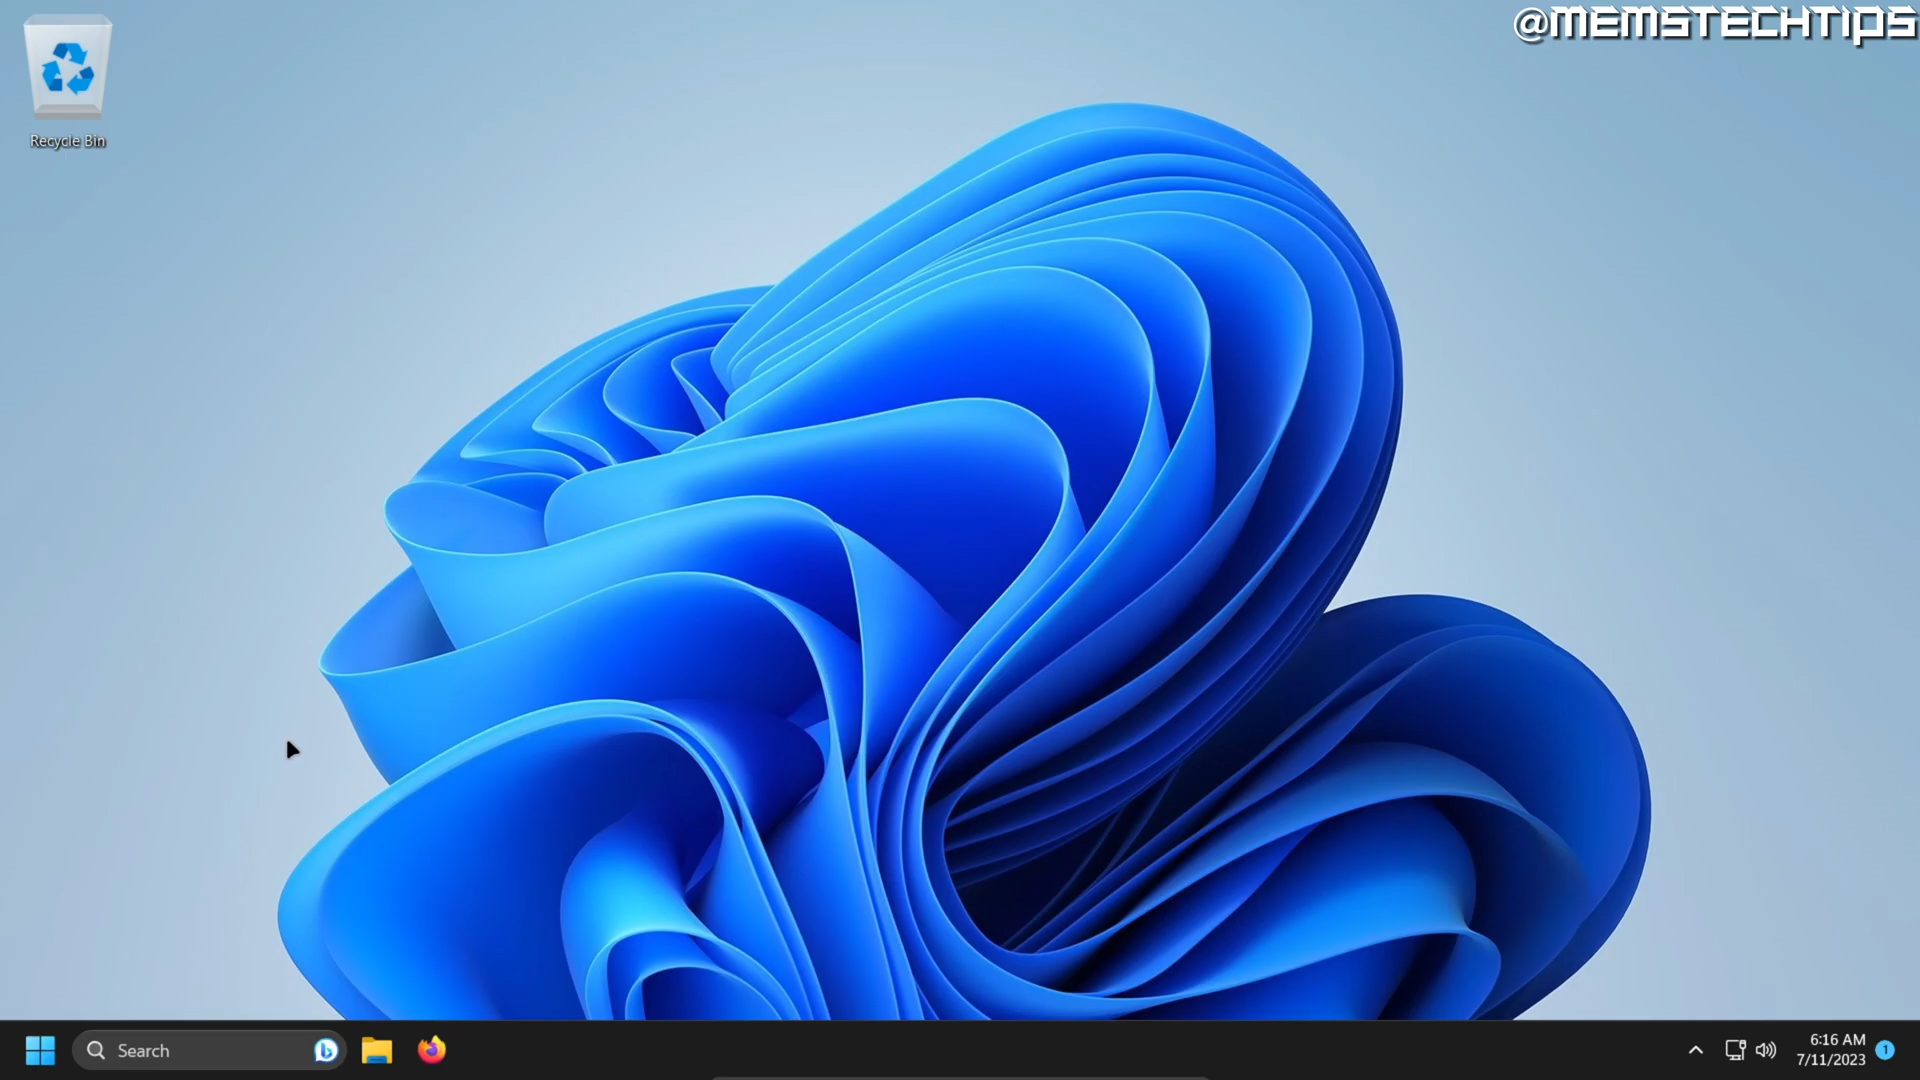 @MEMSTECHTIPS
Recycle Bin
Search
6:16 AM
7/11/2023
1